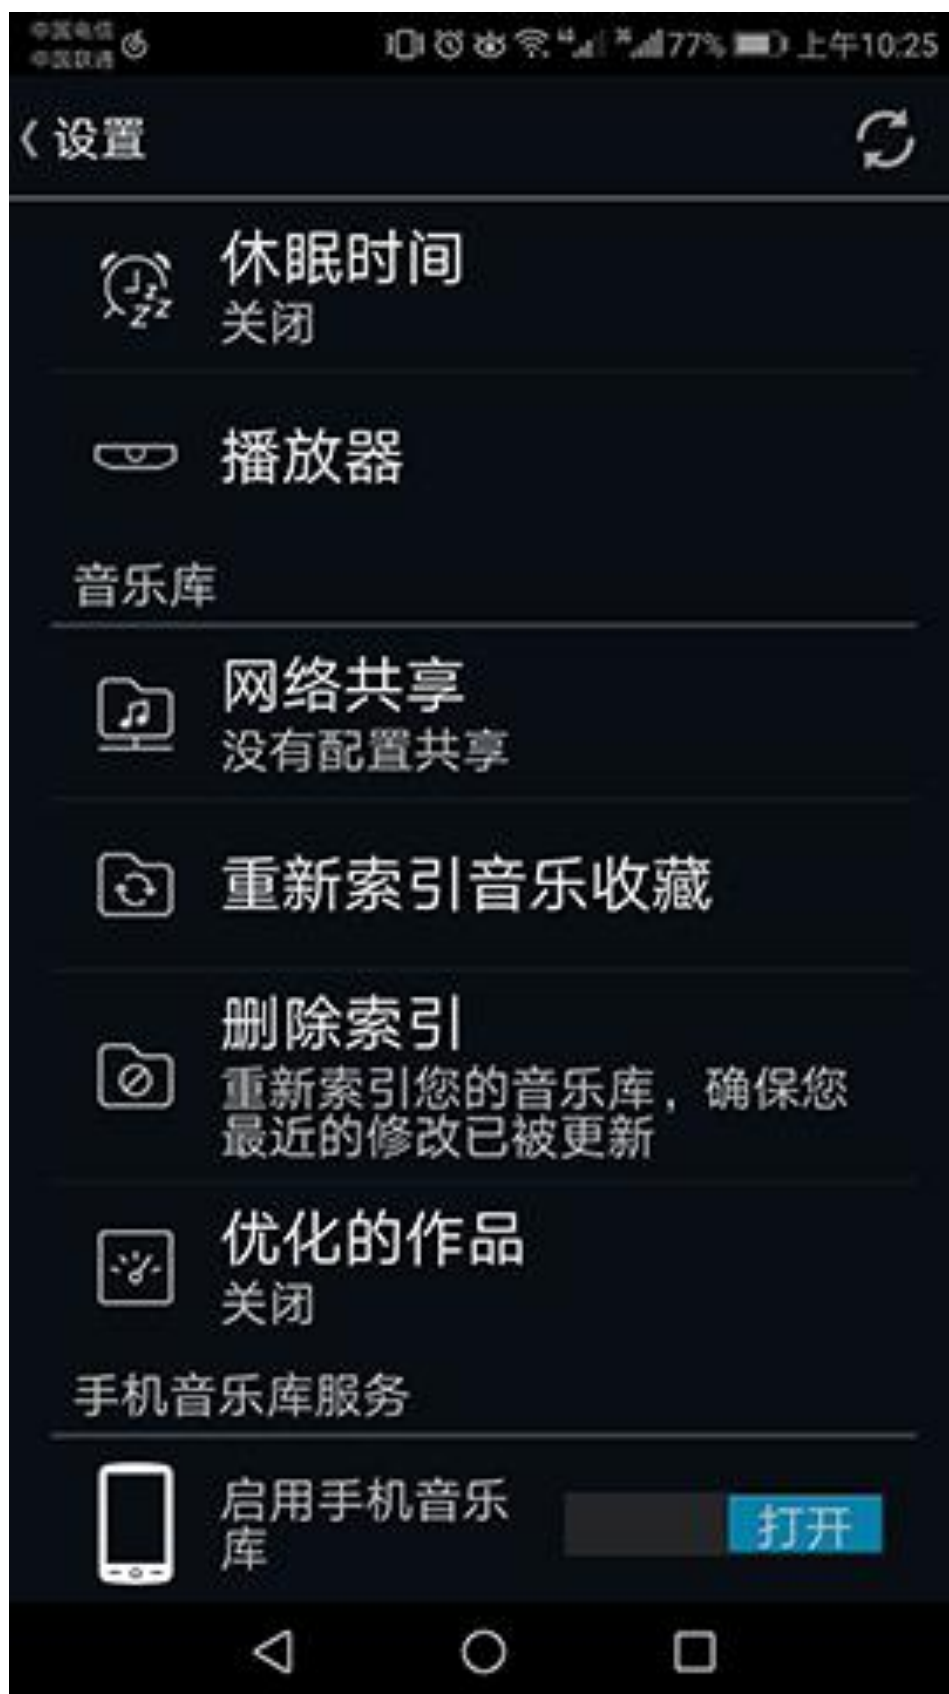 中国电信
中国联通
4G 3G 77% 上午10:25
设置
休眠时间
关闭
播放器
音乐库
网络共享
没有配置共享
重新索引音乐收藏
删除索引
重新索引您的音乐库，确保您
最近的修改已被更新
优化的作品
关闭
手机音乐库服务
启用手机音乐
库
打开